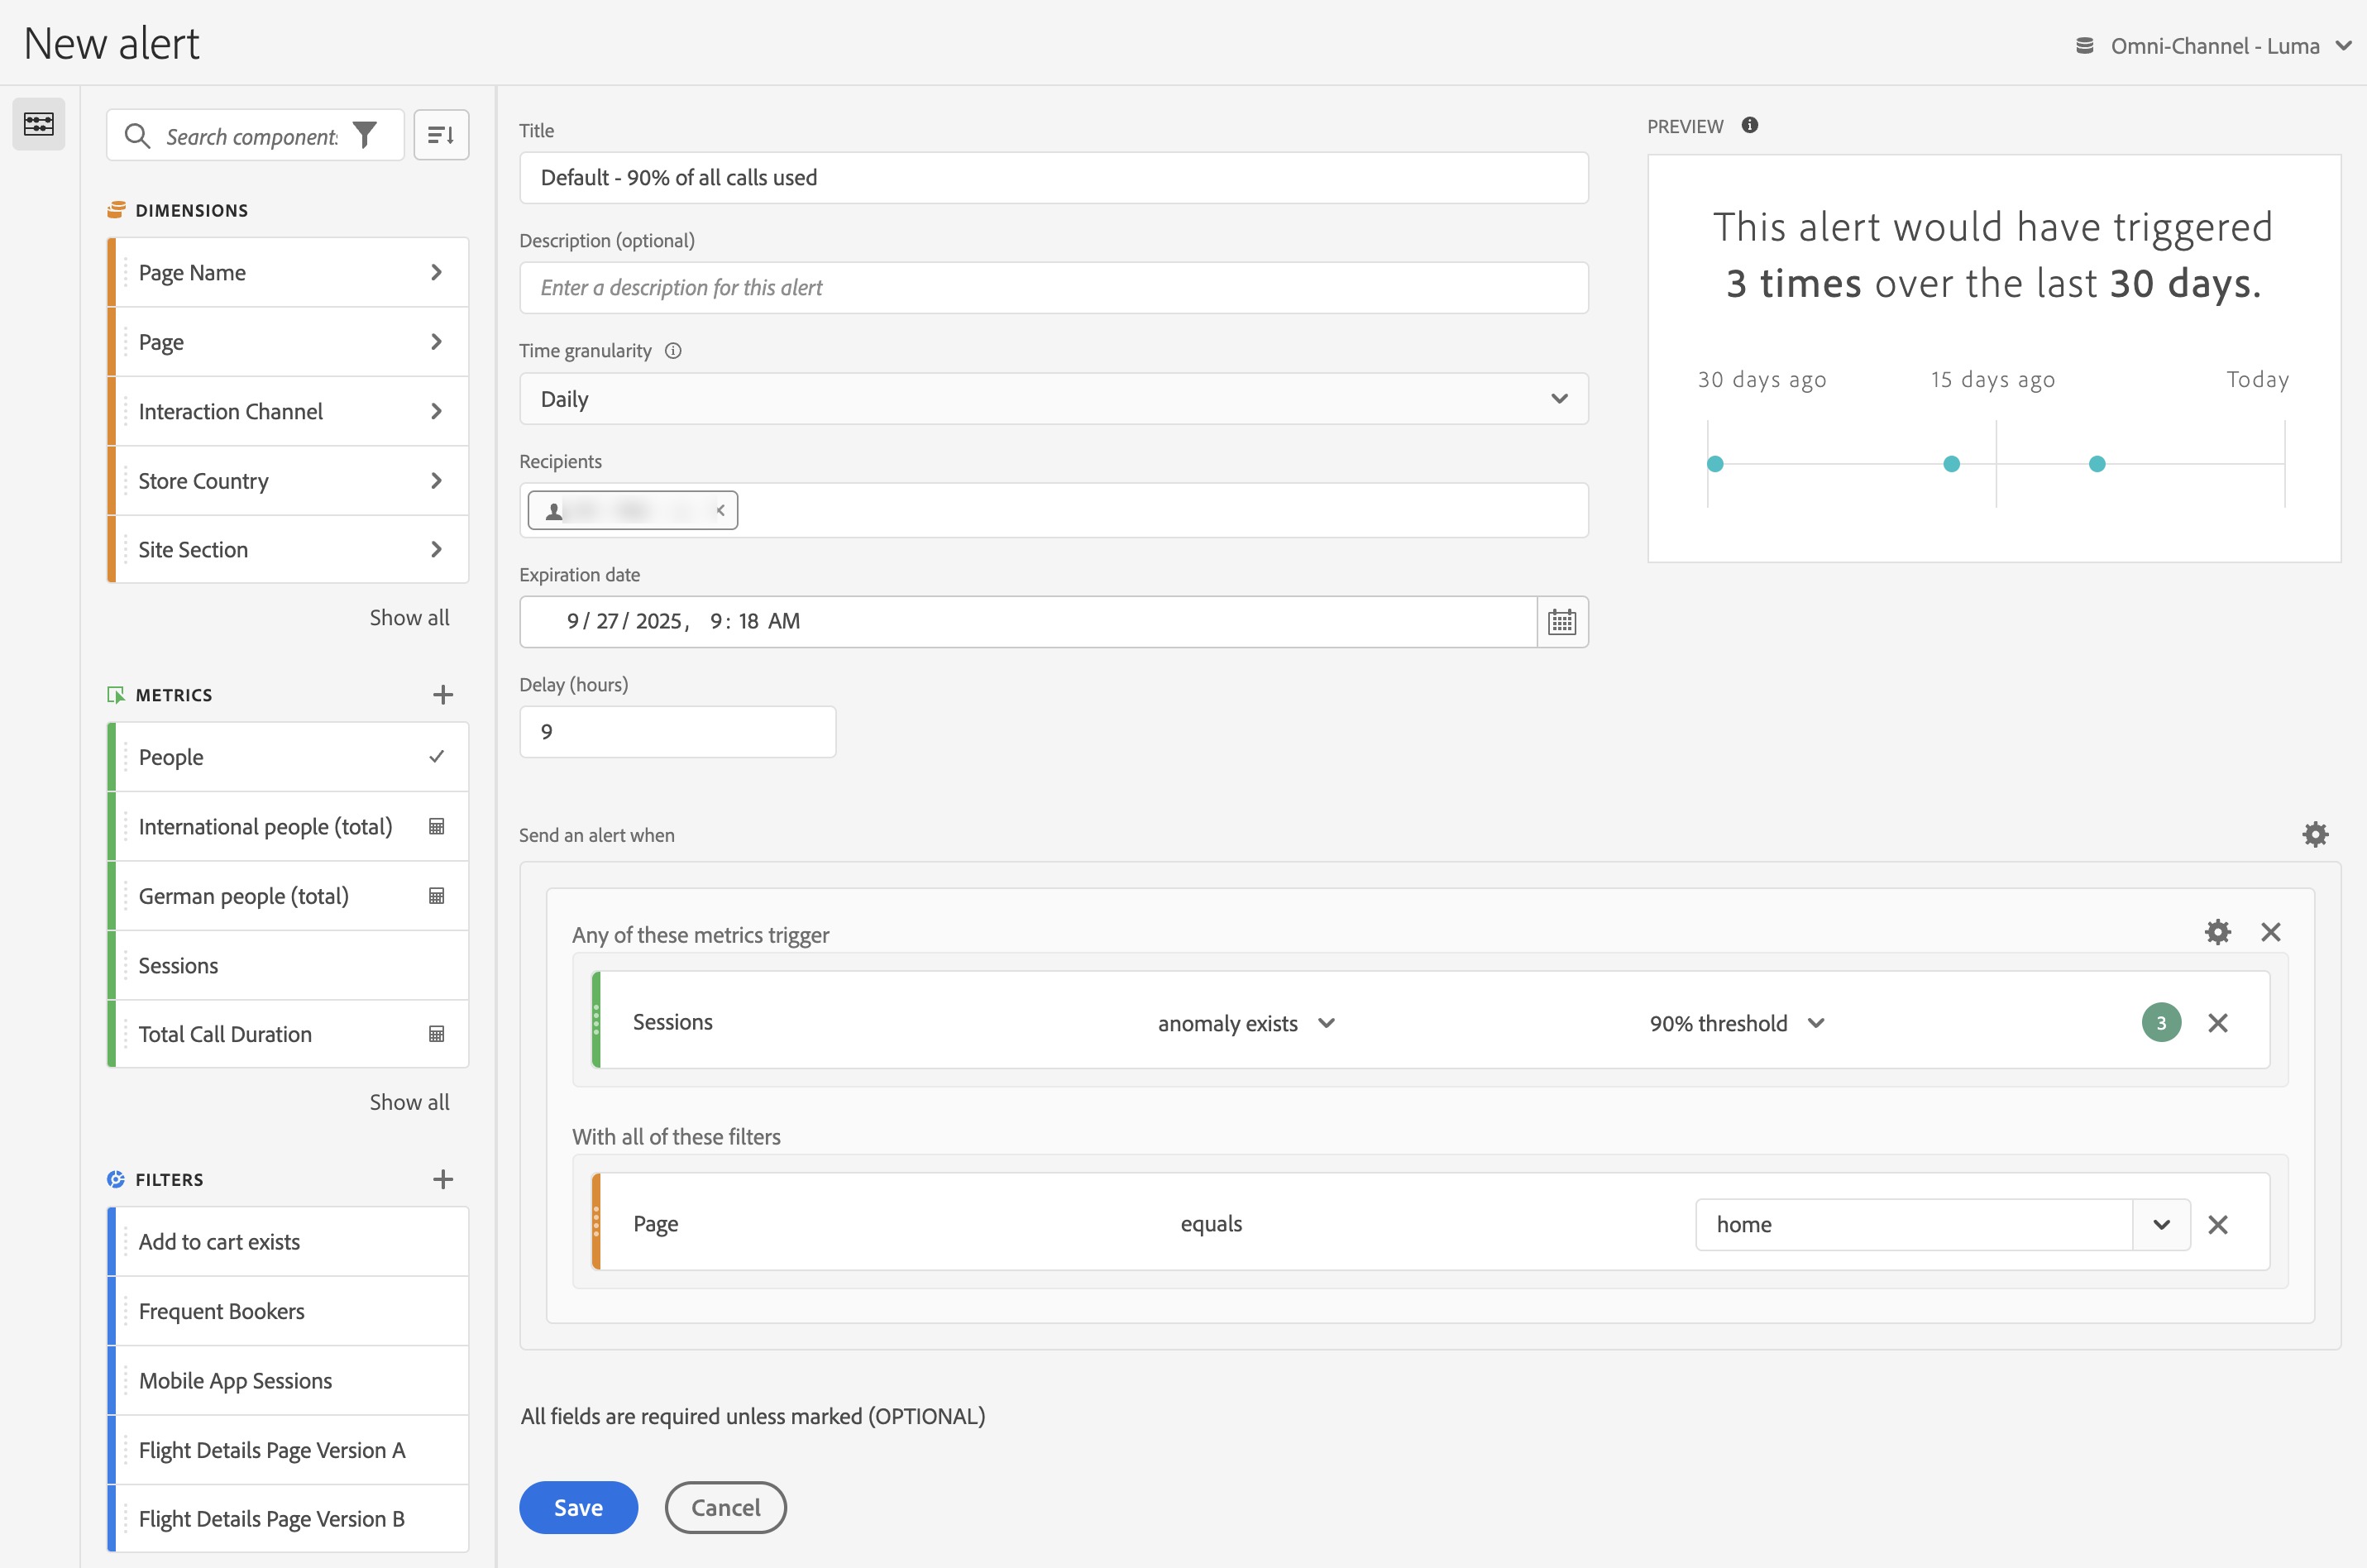 New alert
Omni-Channel - Luma
Search component
DIMENSIONS
Page Name
Page
Interaction Channel
Store Country
Site Section
Show all
METRICS
People
International people (total)
German people (total)
Sessions
Total Call Duration
Show all
FILTERS
Add to cart exists
Frequent Bookers
Mobile App Sessions
Flight Details Page Version A
Flight Details Page Version B
Title
Default - 90% of all calls used
Description (optional)
Enter a description for this alert
Time granularity
Daily
Recipients
Expiration date
9/ 27/ 2025, 9: 18 AM
Delay (hours)
9
PREVIEW
This alert would have triggered
3 times over the last 30 days.
30 days ago 15 days ago Today
Send an alert when
Any of these metrics trigger
Sessions anomaly exists 90% threshold 3
With all of these filters
Page equals home
All fields are required unless marked (OPTIONAL)
Save Cancel